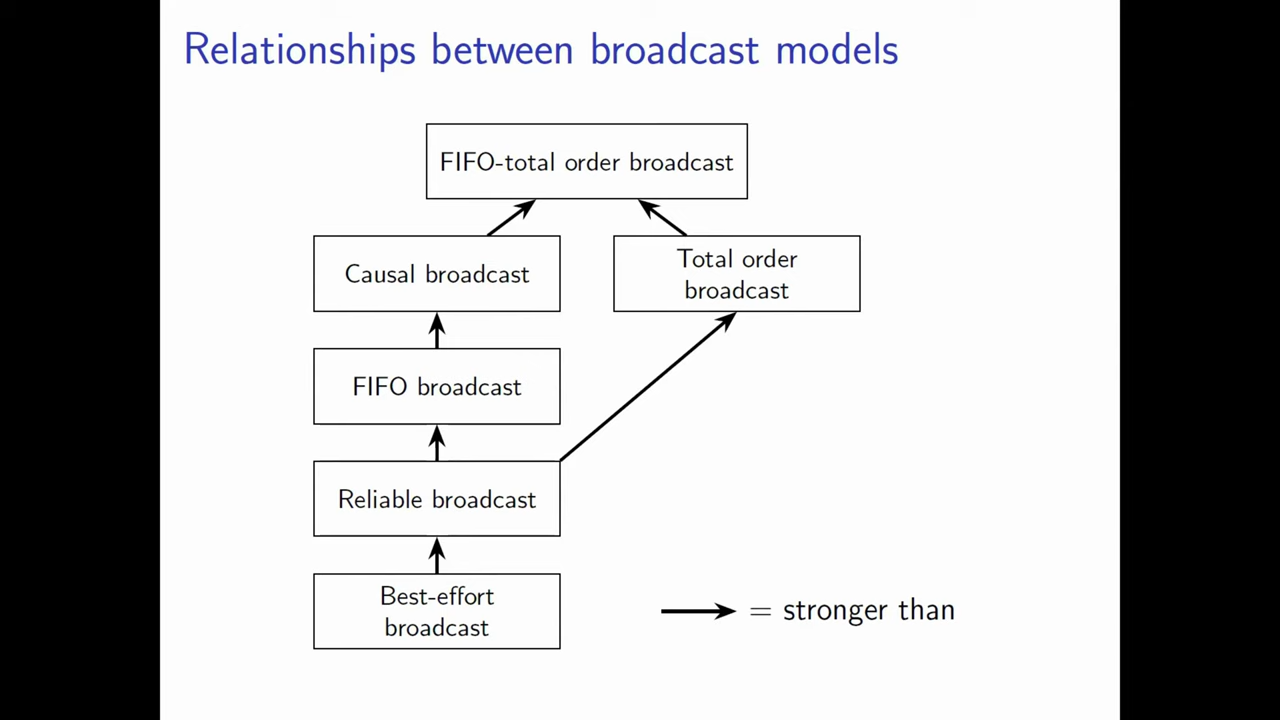 Relationships between broadcast models
FIFO-total order broadcast
Causal broadcast
Total order
broadcast
FIFO broadcast
Reliable broadcast
Best-effort
broadcast
= stronger than